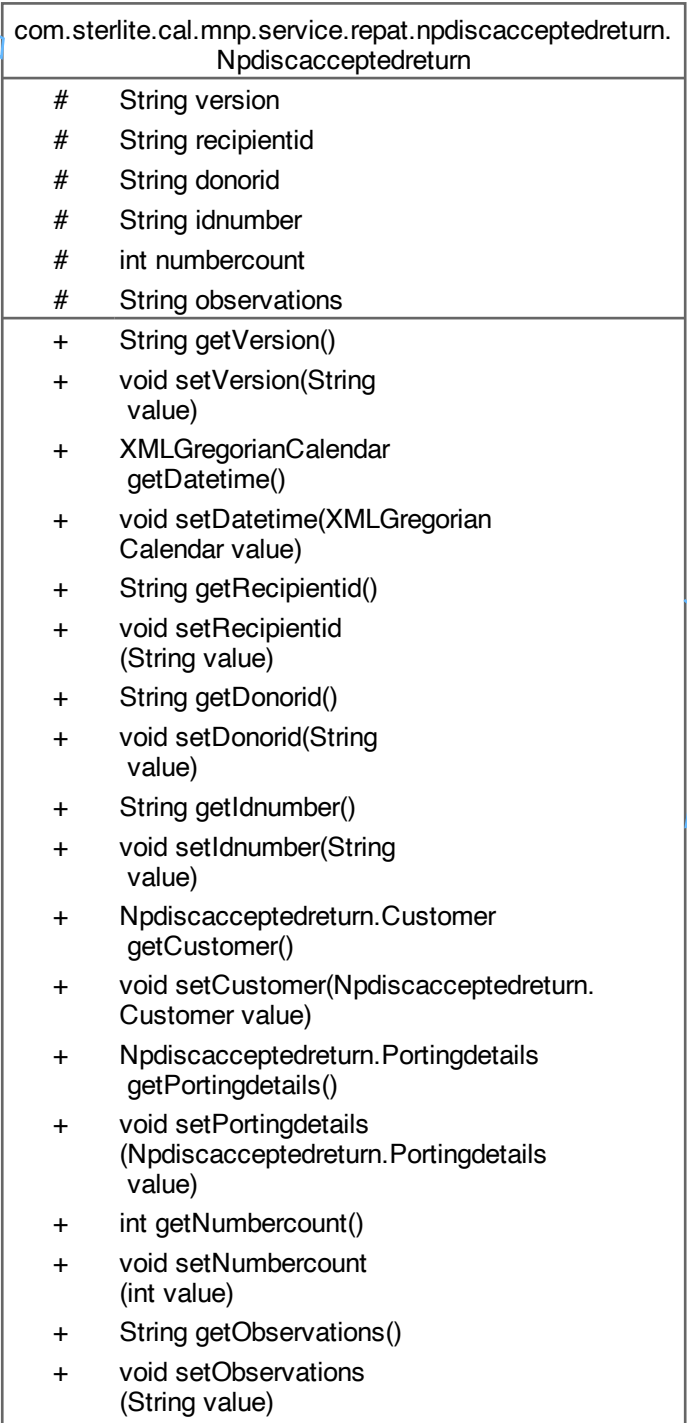 com.sterlite.cal.mnp.service.repat.npdiscacceptedreturn.
Npdiscacceptedreturn
# String version
# String recipientid
# String donorid
# String idnumber
# int numbercount
# String observations
+ String getVersion()
+ void setVersion(String
value)
+ XMLGregorianCalendar
getDatetime()
+ void setDatetime(XMLGregorian
Calendar value)
+ String getRecipientid()
+ void setRecipientid
(String value)
+ String getDonorid()
+ void setDonorid(String
value)
+ String getIdnumber()
+ void setIdnumber(String
value)
+ Npdiscacceptedreturn.Customer
getCustomer()
+ void setCustomer(Npdiscacceptedreturn.
Customer value)
+ Npdiscacceptedreturn.Portingdetails
getPortingdetails()
+ void setPortingdetails
(Npdiscacceptedreturn.Portingdetails
value)
+ int getNumbercount()
+ void setNumbercount
(int value)
+ String getObservations()
+ void setObservations
(String value)